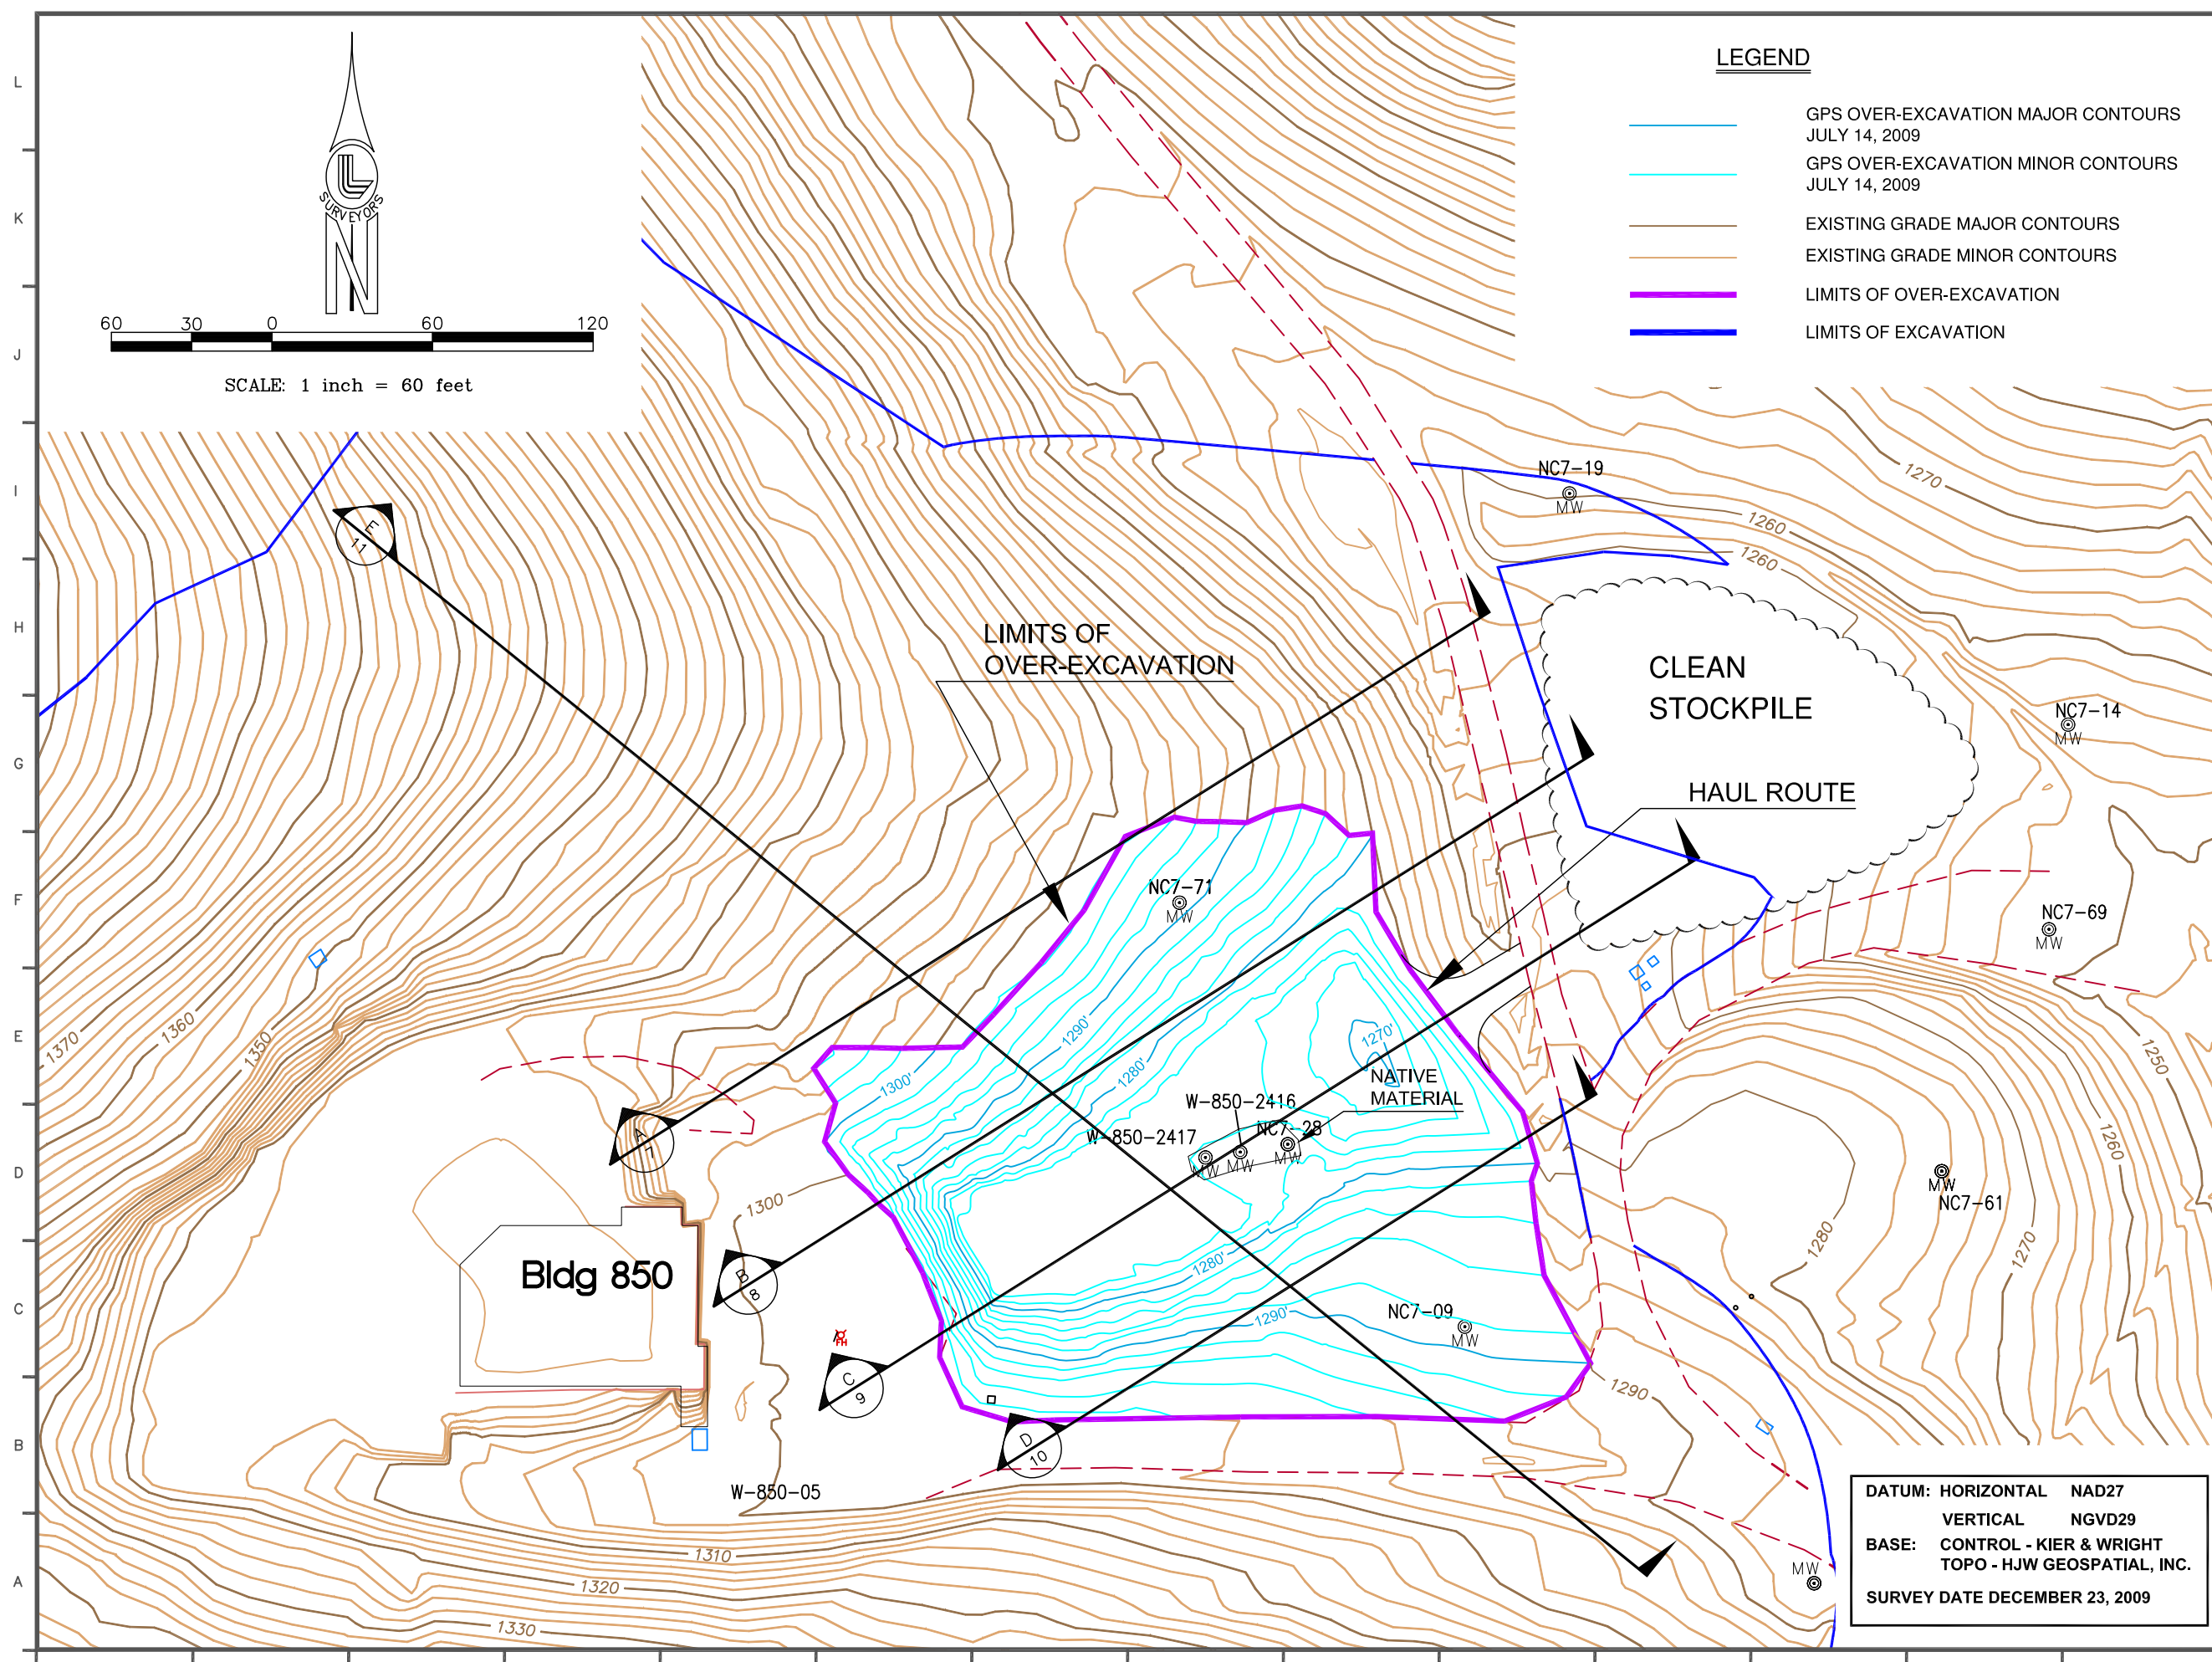 L
K
J
I
H
G
F
E
D
C
B
A
SURVEYORS
N
60 30 0 60 120
SCALE: 1 inch = 60 feet
LEGEND
GPS OVER-EXCAVATION MAJOR CONTOURS
JULY 14, 2009
GPS OVER-EXCAVATION MINOR CONTOURS
JULY 14, 2009
EXISTING GRADE MAJOR CONTOURS
EXISTING GRADE MINOR CONTOURS
LIMITS OF OVER-EXCAVATION
LIMITS OF EXCAVATION
NC7-19
MW
1270
1260
1260
E
11
LIMITS OF
OVER-EXCAVATION
CLEAN
STOCKPILE
NC7-14
MW
HAUL ROUTE
NC7-71
MW
NC7-69
MW
1370
1360
1350
1300'
1290'
1280'
1270'
NATIVE
MATERIAL
W-850-2416
W-850-2417
NC7-28
MW
MW
MW
1250
1260
A
7
1300
MW
NC7-61
1280
1270
Bldg 850
B
8
1280'
1290'
NC7-09
MW
FH
C
9
1290
D
10
W-850-05
1310
1320
1330
MW
DATUM: HORIZONTAL NAD27
VERTICAL NGVD29
BASE: CONTROL - KIER & WRIGHT
TOPO - HJW GEOSPATIAL, INC.
SURVEY DATE DECEMBER 23, 2009